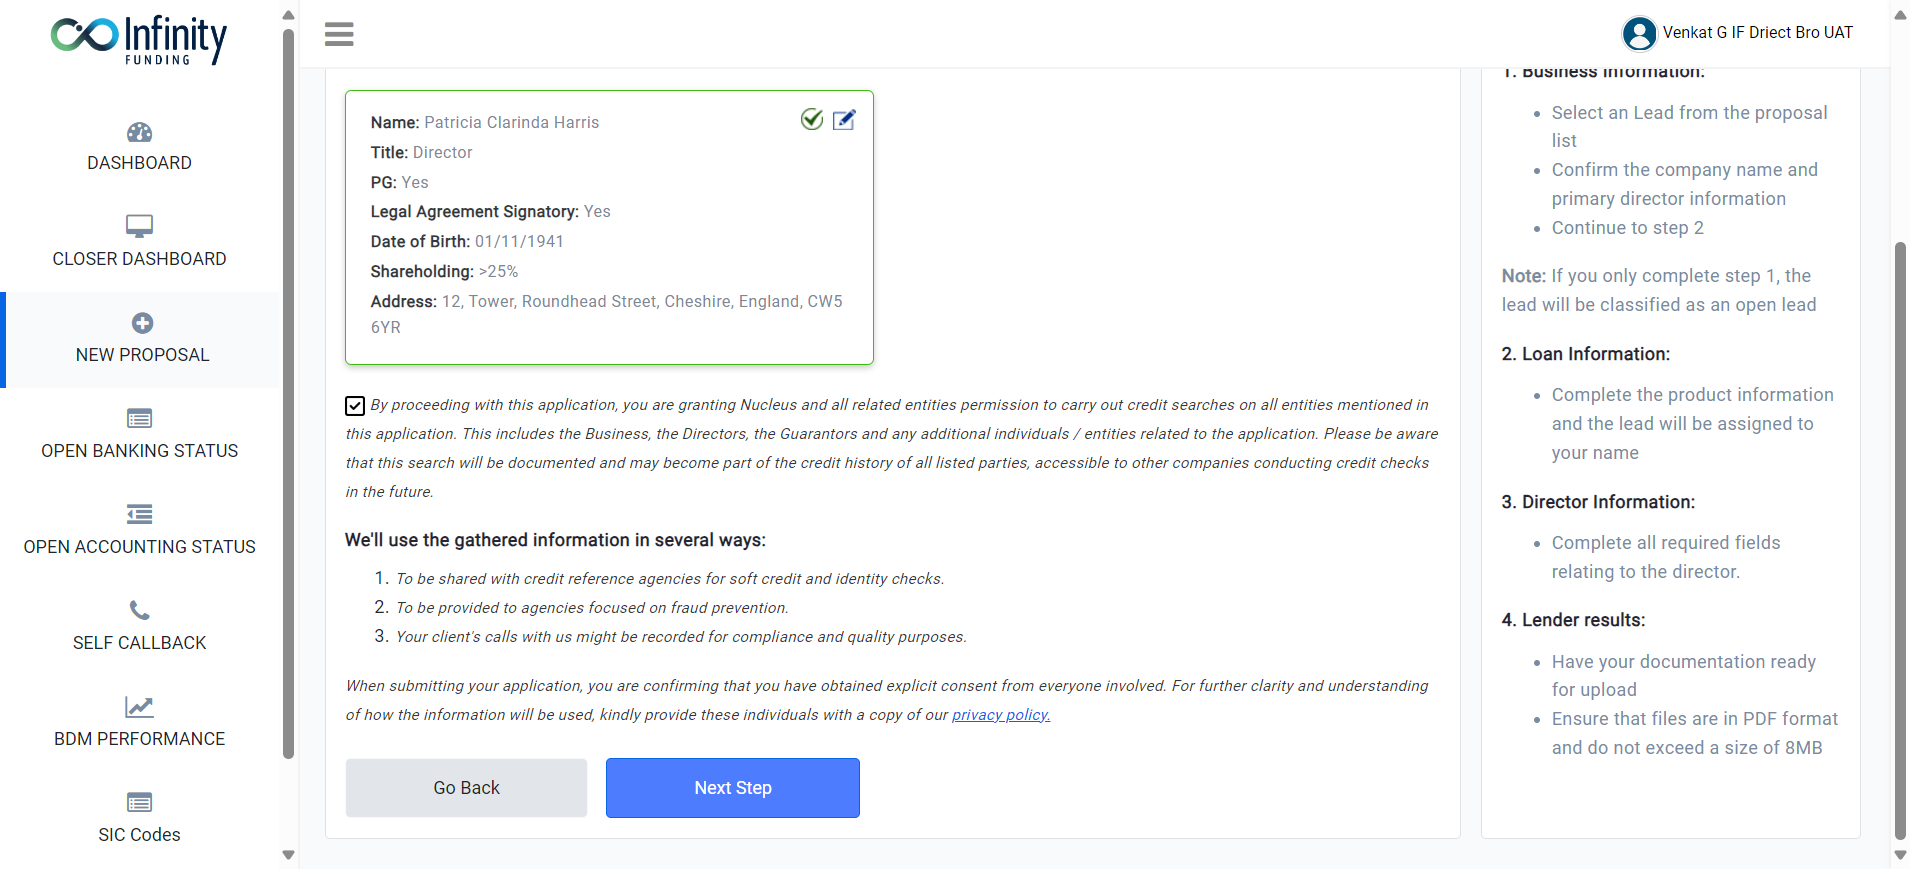 Infinity
FUNDING
Venkat G IF Driect Bro UAT
DASHBOARD
CLOSER DASHBOARD
NEW PROPOSAL
OPEN BANKING STATUS
OPEN ACCOUNTING STATUS
SELF CALLBACK
BDM PERFORMANCE
SIC Codes
Name: Patricia Clarinda Harris
Title: Director
PG: Yes
Legal Agreement Signatory: Yes
Date of Birth: 01/11/1941
Shareholding: >25%
Address: 12, Tower, Roundhead Street, Cheshire, England, CW5
6YR
By proceeding with this application, you are granting Nucleus and all related entities permission to carry out credit searches on all entities mentioned in
this application. This includes the Business, the Directors, the Guarantors and any additional individuals / entities related to the application. Please be aware
that this search will be documented and may become part of the credit history of all listed parties, accessible to other companies conducting credit checks
in the future.
We'll use the gathered information in several ways:
1. To be shared with credit reference agencies for soft credit and identity checks.
2. To be provided to agencies focused on fraud prevention.
3. Your client's calls with us might be recorded for compliance and quality purposes.
When submitting your application, you are confirming that you have obtained explicit consent from everyone involved. For further clarity and understanding
of how the information will be used, kindly provide these individuals with a copy of our privacy policy.
Go Back
Next Step
1. Business Information:
• Select an Lead from the proposal
list
• Confirm the company name and
primary director information
• Continue to step 2
Note: If you only complete step 1, the
lead will be classified as an open lead
2. Loan Information:
• Complete the product information
and the lead will be assigned to
your name
3. Director Information:
• Complete all required fields
relating to the director.
4. Lender results:
• Have your documentation ready
for upload
• Ensure that files are in PDF format
and do not exceed a size of 8MB